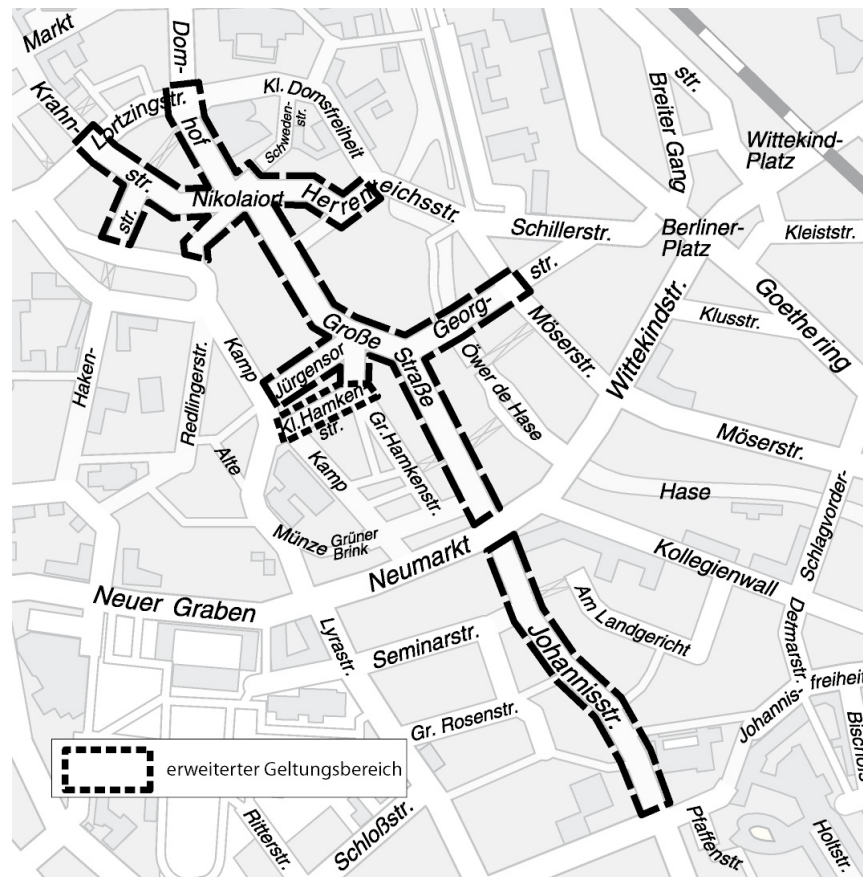 Markt
Dom-
hof
Krahn-
str.
Lortzingstr.
Kl. Domsfreiheit
Schweden-
str.
str.
Breiter Gang
Wittekind-
Platz
Nikolaiort
Herren
teichsstr.
str.
Schillerstr.
Berliner-
Platz
Kleiststr.
Goethering
Klusstr.
Wittekindstr.
Georg-
str.
Möserstr.
Große
Straße
Jürgensor
Kl. Hamken-
str.
Gr. Hamkenstr.
Öwer de Hase
Kamp
Redlingerstr.
Haken-
Alte
Münze
Kamp
Grüner
Brink
Möserstr.
Hase
Schlagvorder-
Kollegienwall
Neumarkt
Neuer Graben
Lyrastr.
Seminarstr.
Johannisstr.
Am Landgericht
Detmarstr.
Johannis-
freiheit
Bischofs
Gr. Rosenstr.
Schloßstr.
Ritterstr.
Pfaffenstr.
Holtstr.
erweiterter Geltungsbereich